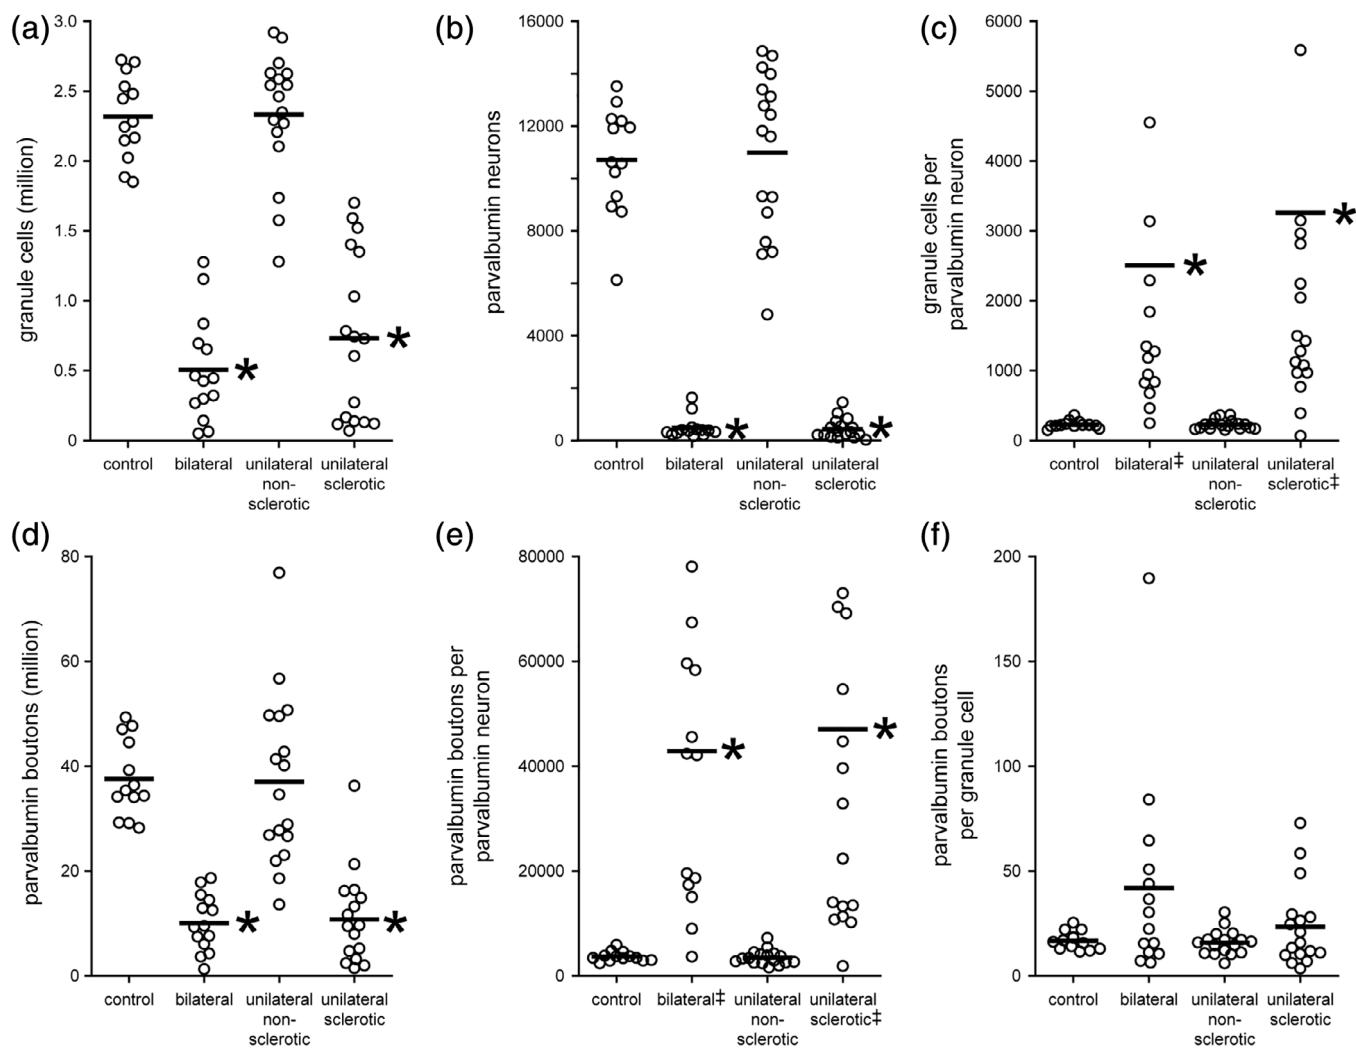 (a)
granule cells (million)
3.0
2.5
2.0
1.5
1.0
0.5
0
control
bilateral
unilateral
non-
sclerotic
unilateral
sclerotic
*
*
(b)
parvalbumin neurons
16000
12000
8000
4000
0
control
bilateral
unilateral
non-
sclerotic
unilateral
sclerotic
*
*
(c)
granule cells per
parvalbumin neuron
6000
5000
4000
3000
2000
1000
0
control
bilateral‡
unilateral
non-
sclerotic
unilateral
sclerotic‡
*
*
(d)
parvalbumin boutons (million)
80
60
40
20
0
control
bilateral
unilateral
non-
sclerotic
unilateral
sclerotic
*
*
(e)
parvalbumin boutons per
parvalbumin neuron
80000
60000
40000
20000
0
control
bilateral‡
unilateral
non-
sclerotic
unilateral
sclerotic‡
*
*
(f)
parvalbumin boutons
per granule cell
200
150
100
50
0
control
bilateral
unilateral
non-
sclerotic
unilateral
sclerotic